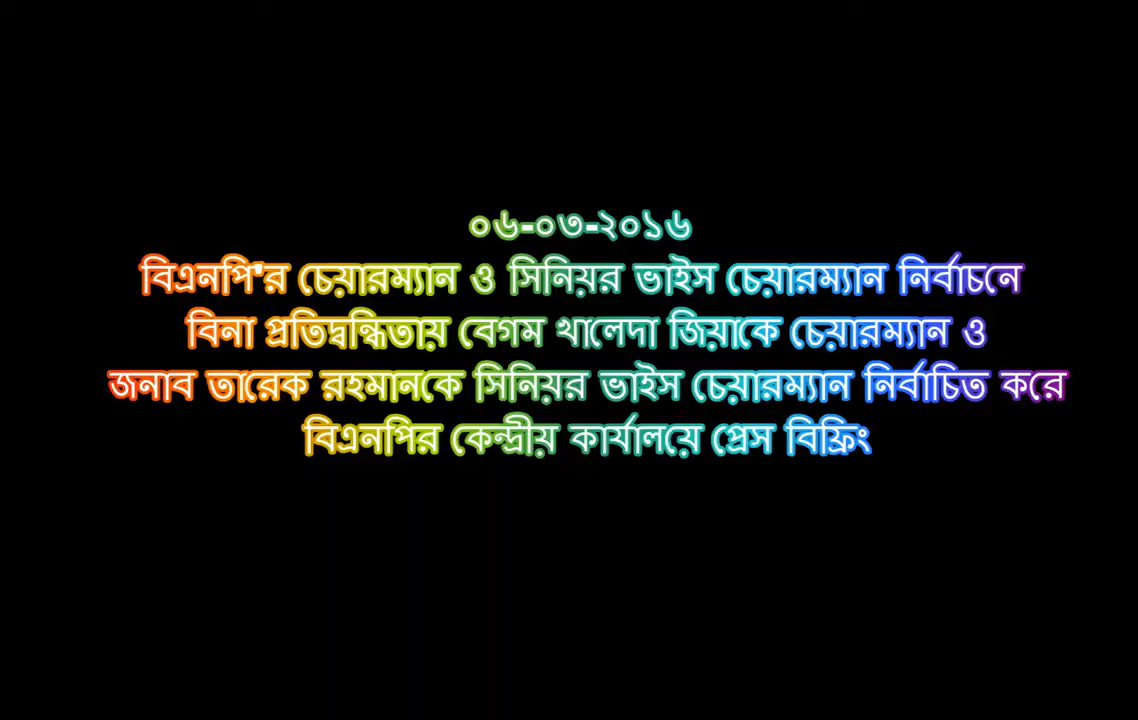 ০৬-০৩-২০১৬
বিএনপি'র চেয়ারম্যান ও সিনিয়র ভাইস চেয়ারম্যান নির্বাচনে
বিনা প্রতিদ্বন্ধিতায় বেগম খালেদা জিয়াকে চেয়ারম্যান ও
জনাব তারেক রহমানকে সিনিয়র ভাইস চেয়ারম্যান নির্বাচিত করে
বিএনপির কেন্দ্রীয় কার্যালয়ে প্রেস বিফ্রিং